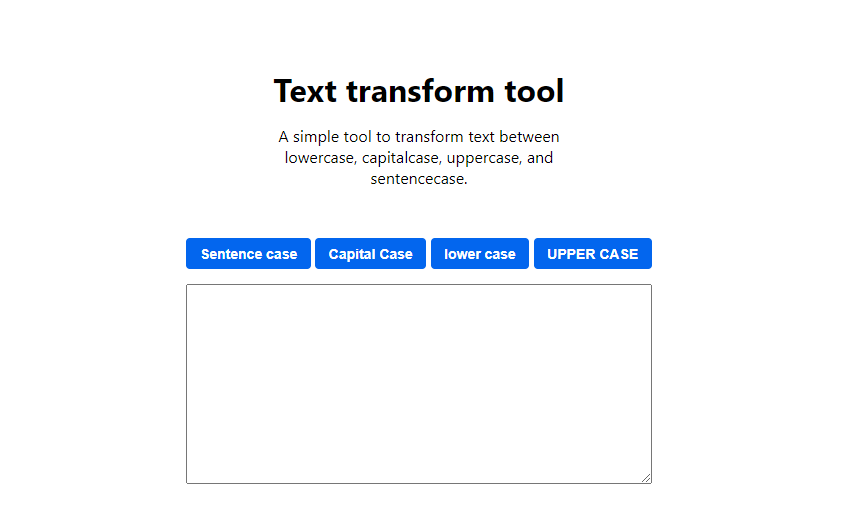 Text transform tool
A simple tool to transform text between
lowercase, capitalcase, uppercase, and
sentencecase.
Sentence case Capital Case lower case UPPER CASE